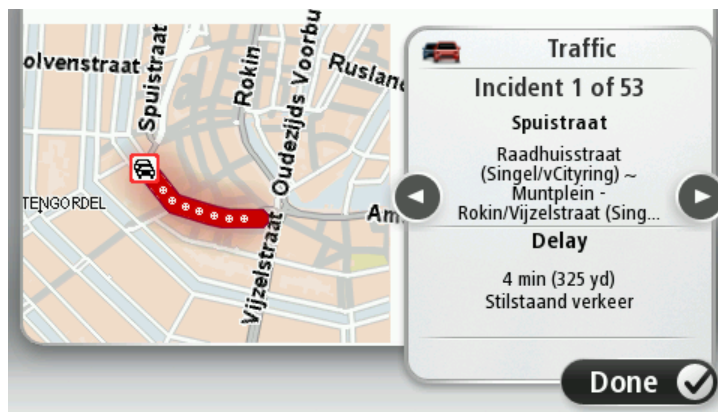 olvenstraat
Spuistraat
Rokin
Oudezijds Voorbu
Ruslan
TENGORDEL
Am
Vijzelstraat
Traffic
Incident 1 of 53
Spuistraat
Raadhuisstraat
(Singel/vCityring) ~
Muntplein -
Rokin/Vijzelstraat (Sing...
Delay
4 min (325 yd)
Stilstaand verkeer
Done